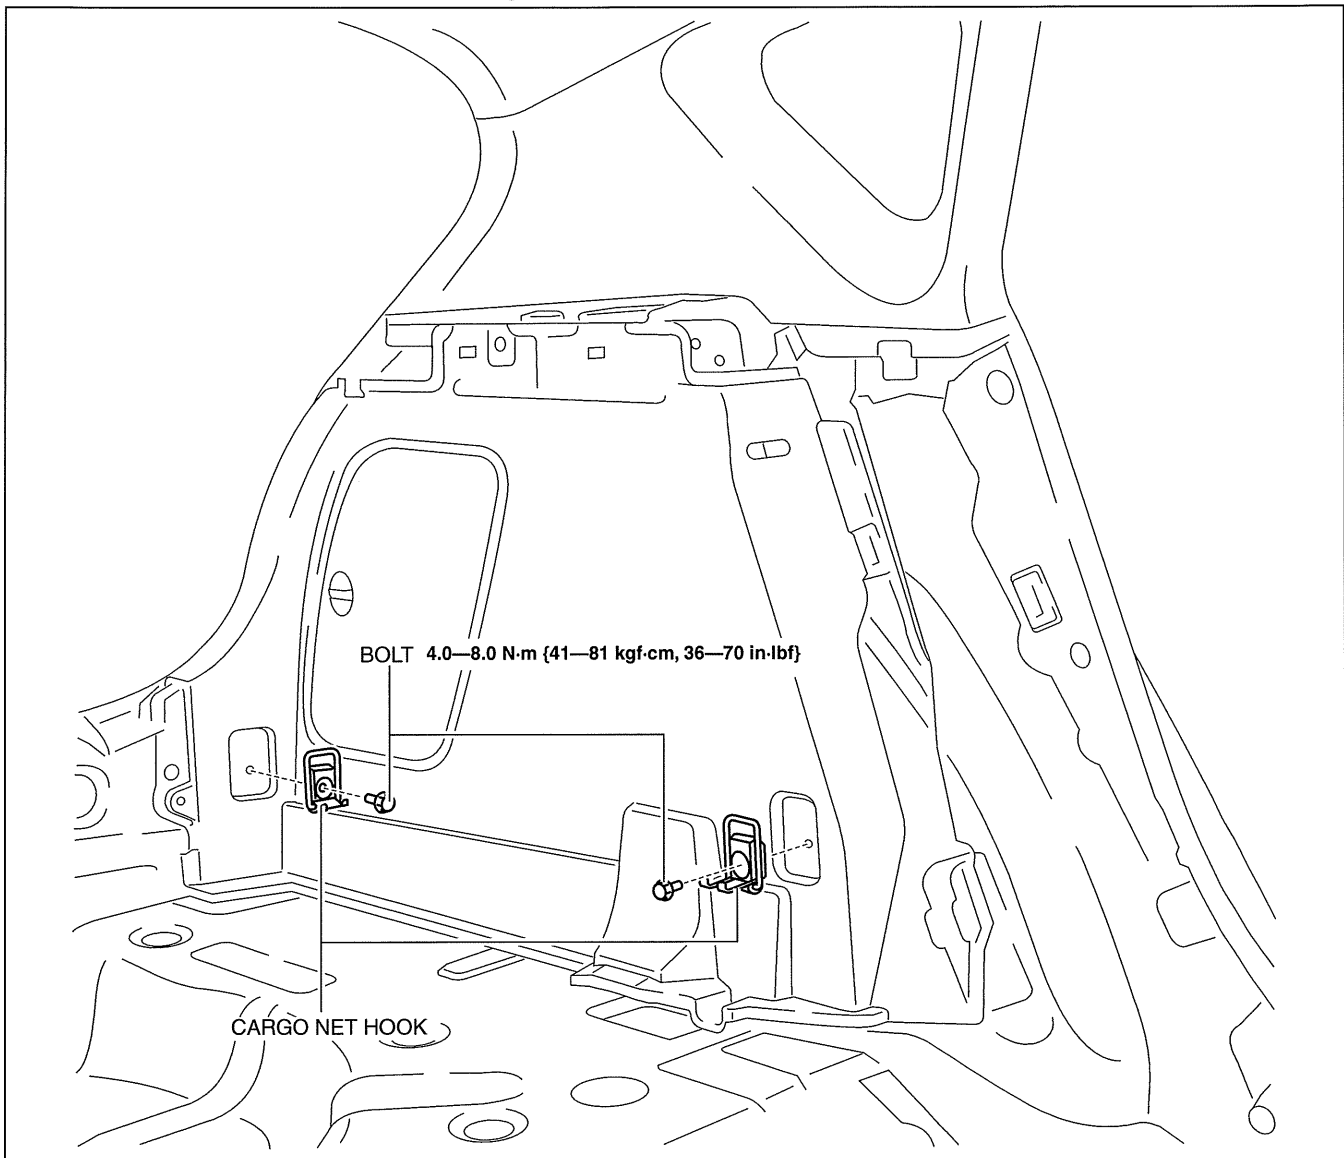 BOLT 4.0—8.0 N·m {41—81 kgf·cm, 36—70 in·lbf}
CARGO NET HOOK